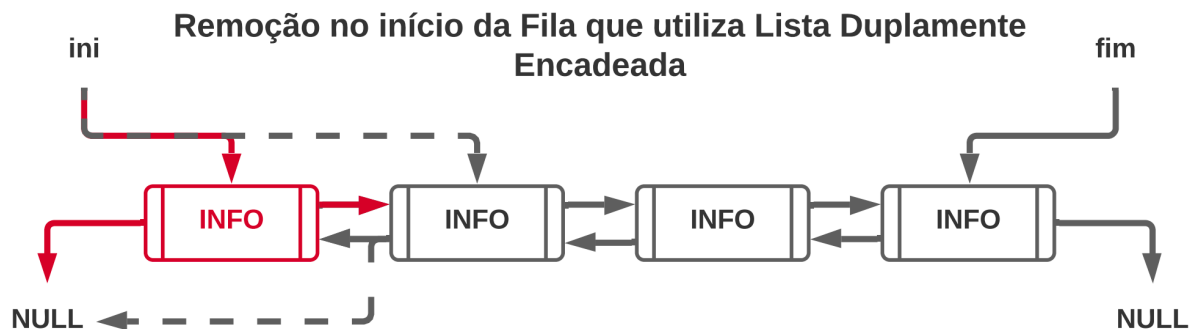 Remoção no início da Fila que utiliza Lista Duplamente
Encadeada
ini
fim
INFO
INFO
INFO
INFO
NULL
NULL